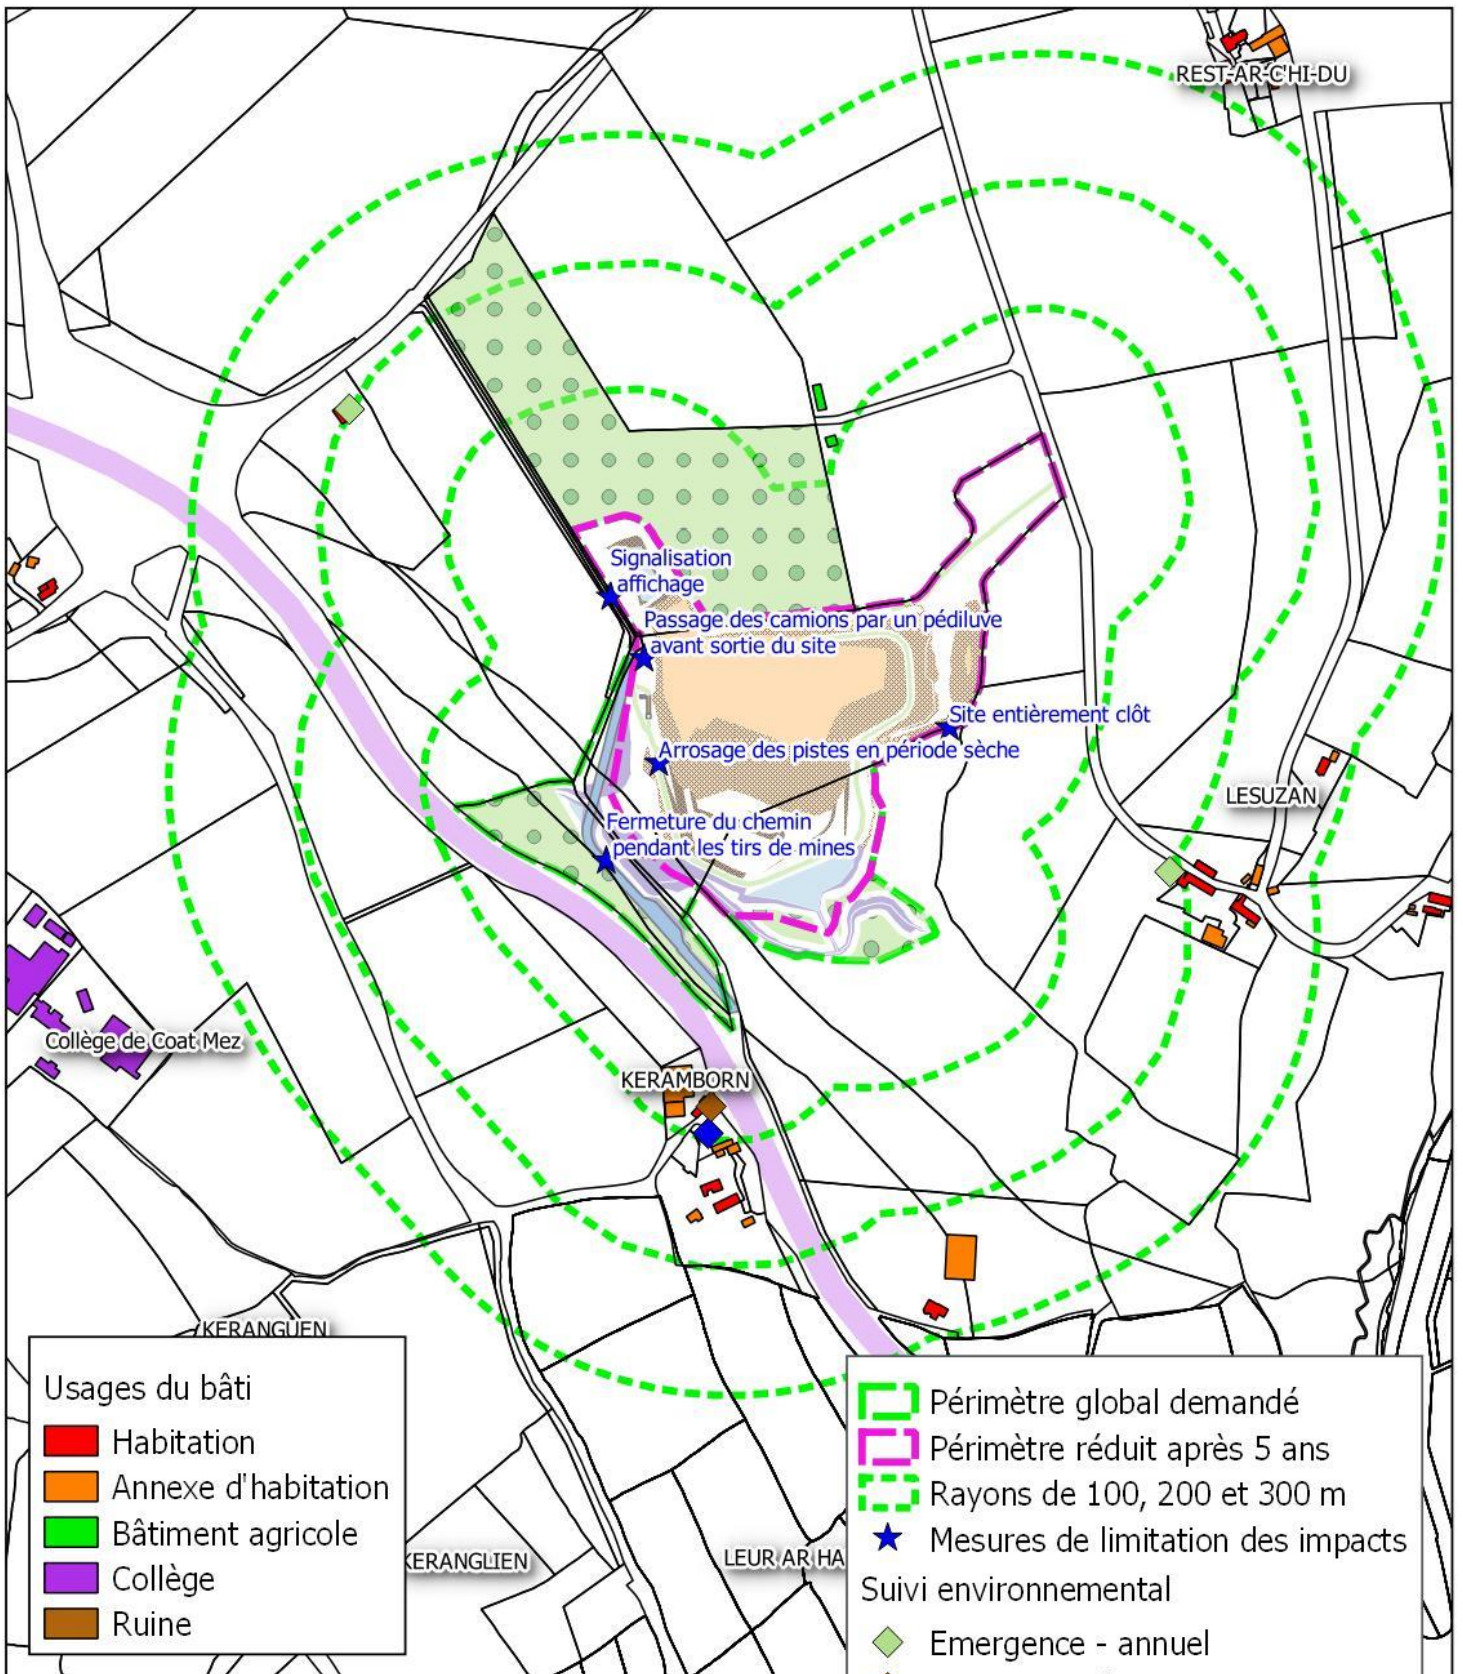 REST-AR-C'HI-DU
Signalisation
affichage
Passage des camions par un pédiluve
avant sortie du site
Site entièrement clôt
Arrosage des pistes en période sèche
LESUZAN
Fermeture du chemin
pendant les tirs de mines
Collège de Coat Mez
KERAMBORN
KERANGUEN
KERANGLIEN
LEUR AR HA
Usages du bâti
Habitation
Annexe d'habitation
Bâtiment agricole
Collège
Ruine
Périmètre global demandé
Périmètre réduit après 5 ans
Rayons de 100, 200 et 300 m
Mesures de limitation des impacts
Suivi environnemental
Emergence - annuel